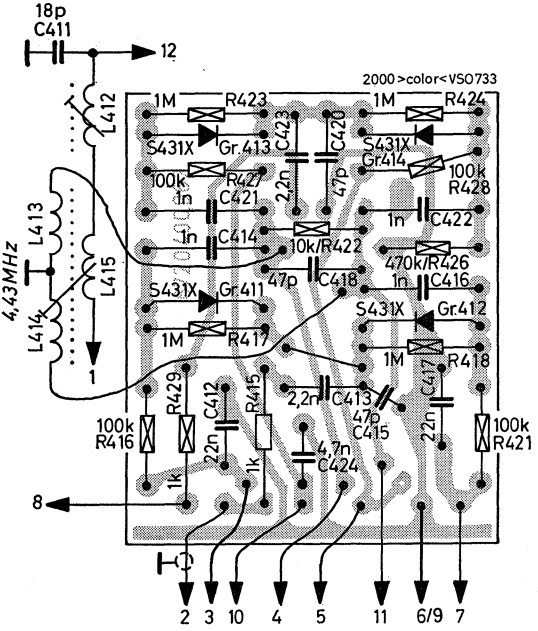 18p
C411
12
2000>color<VS0733
L412
1M R423
C423
C420
1M R424
S431X Gr.413
S431X
Gr414
100k R427
100k
R428
2,2n
47p
1n C421
1n C422
L413
1n C414
10k/R422
470k/R426
4,43MHz
L415
47p C418
1n C416
S431X Gr.411
S431X Gr.412
L414
1M R417
1M R418
1
R429
C412
R415
2,2n C413
47p
C415
C417
100k
R416
22n
4,7n
C424
22n
100k
R421
1k
1k
8
2 3 10 4 5 11 6/9 7